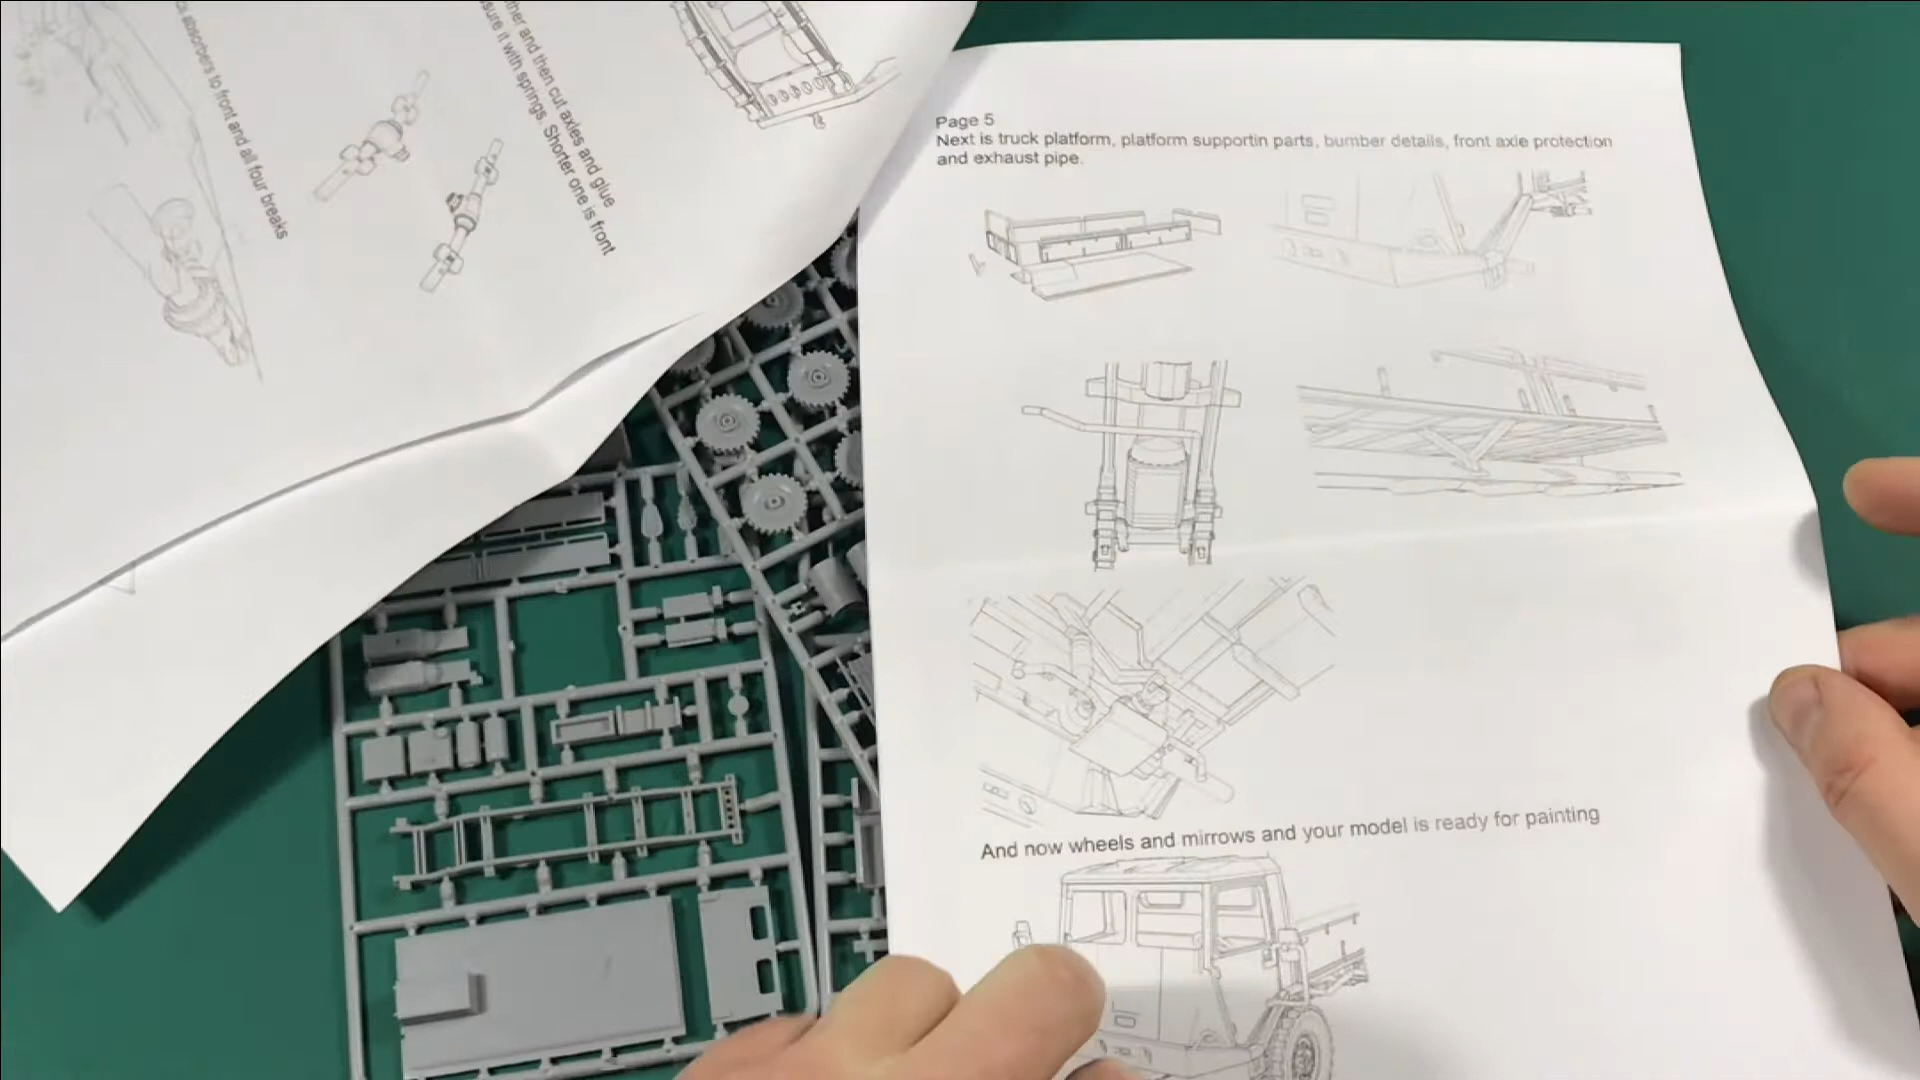 absorbers to front and all four breaks
ther and then cut axles and glue
sure it with springs. Shorter one is front
Page 5
Next is truck platform, platform supportin parts, bumber details, front axle protection
and exhaust pipe.
And now wheels and mirrows and your model is ready for painting